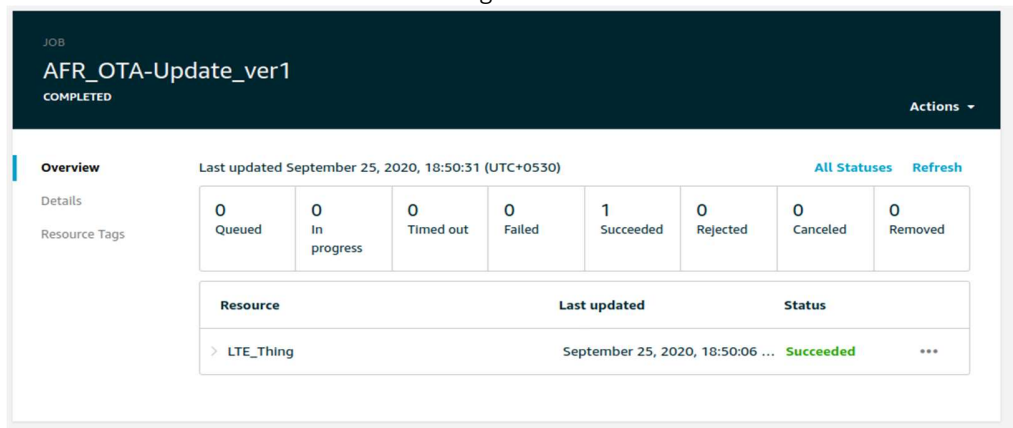 JOB
AFR_OTA-Update_ver1
COMPLETED
Actions
Overview
Details
Resource Tags
Last updated September 25, 2020, 18:50:31 (UTC+0530)
All Statuses Refresh
0 0 0 0 1 0 0 0
Queued In progress Timed out Failed Succeeded Rejected Canceled Removed
Resource Last updated Status
LTE_Thing September 25, 2020, 18:50:06 ... Succeeded •••